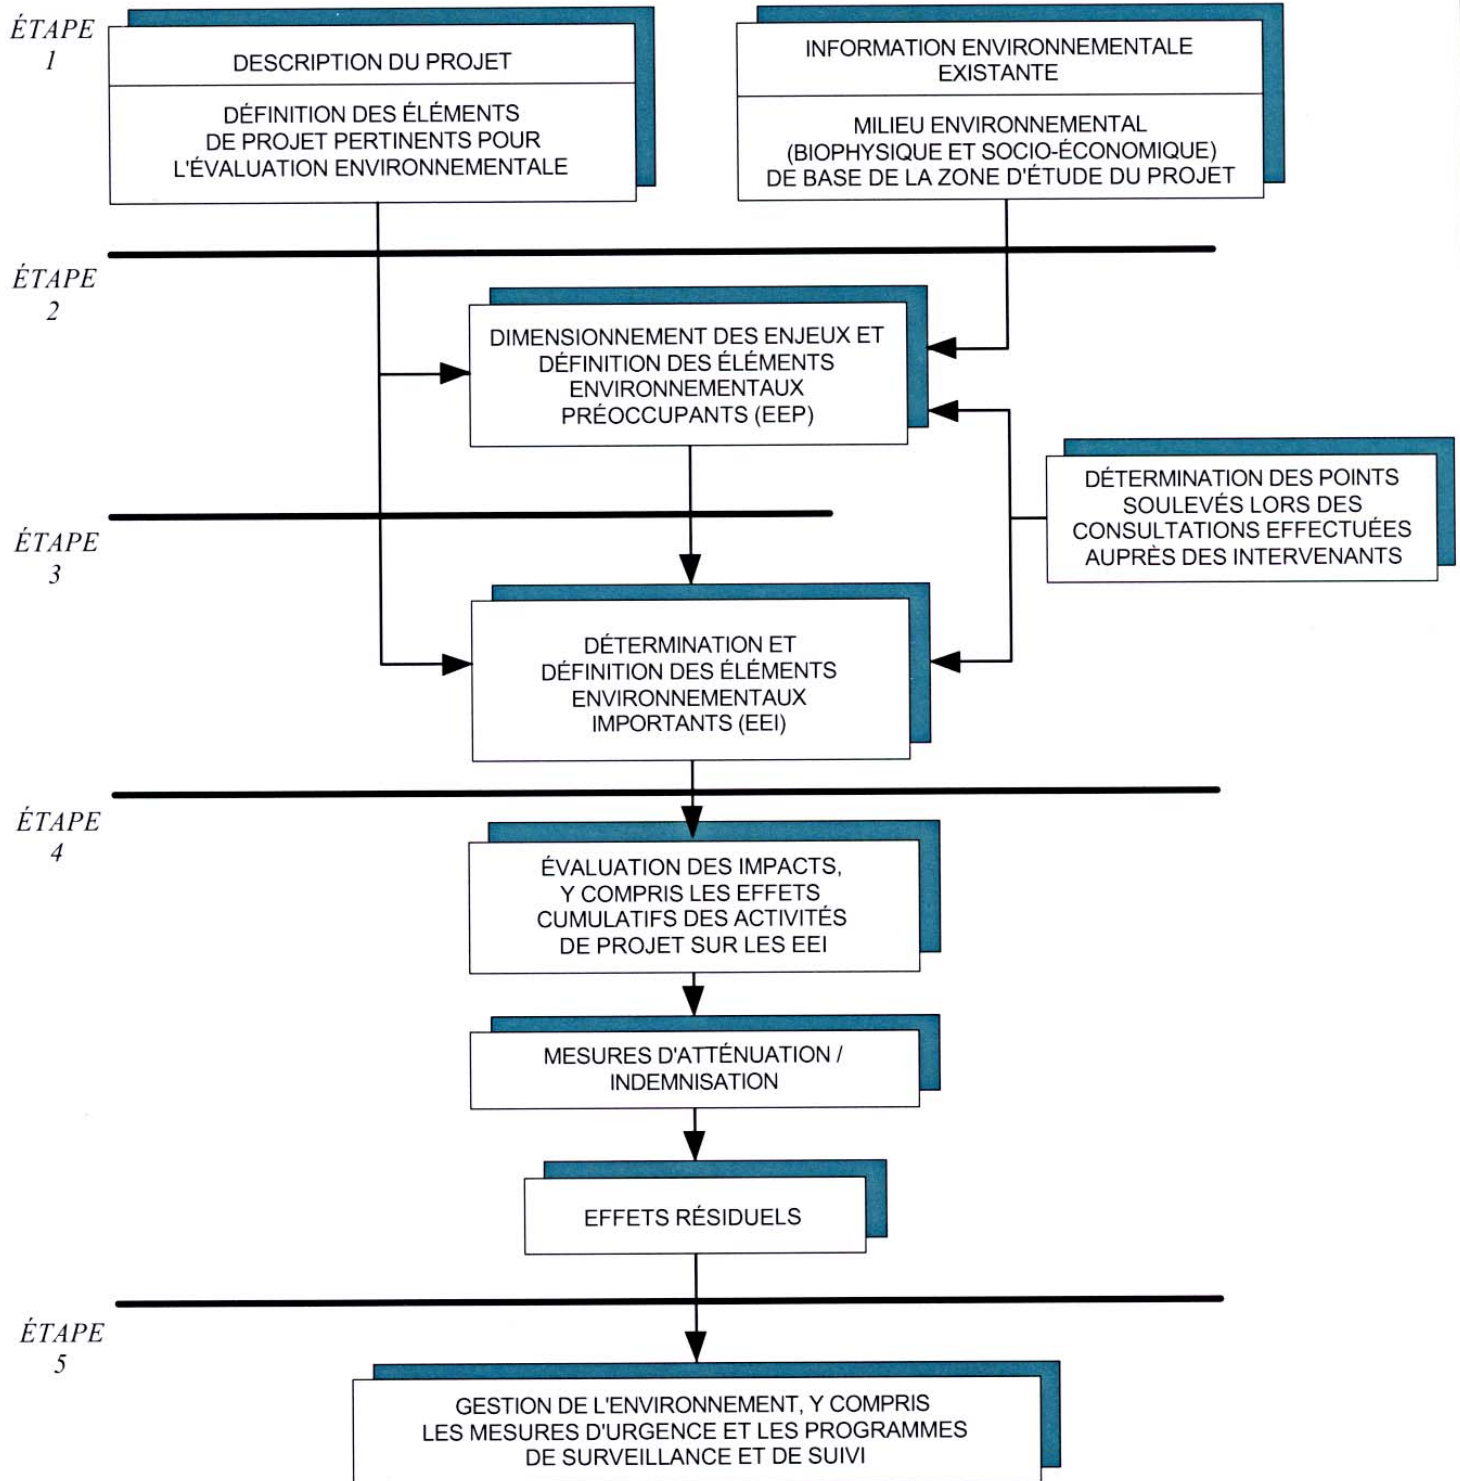 ÉTAPE
1
DESCRIPTION DU PROJET
DÉFINITION DES ÉLÉMENTS
DE PROJET PERTINENTS POUR
L'ÉVALUATION ENVIRONNEMENTALE
INFORMATION ENVIRONNEMENTALE
EXISTANTE
MILIEU ENVIRONNEMENTAL
(BIOPHYSIQUE ET SOCIO-ÉCONOMIQUE)
DE BASE DE LA ZONE D'ÉTUDE DU PROJET
ÉTAPE
2
DIMENSIONNEMENT DES ENJEUX ET
DÉFINITION DES ÉLÉMENTS
ENVIRONNEMENTAUX
PRÉOCCUPANTS (EEP)
DÉTERMINATION DES POINTS
SOULEVÉS LORS DES
CONSULTATIONS EFFECTUÉES
AUPRÈS DES INTERVENANTS
ÉTAPE
3
DÉTERMINATION ET
DÉFINITION DES ÉLÉMENTS
ENVIRONNEMENTAUX
IMPORTANTS (EEI)
ÉTAPE
4
ÉVALUATION DES IMPACTS,
Y COMPRIS LES EFFETS
CUMULATIFS DES ACTIVITÉS
DE PROJET SUR LES EEI
MESURES D'ATTÉNUATION /
INDEMNISATION
EFFETS RÉSIDUELS
ÉTAPE
5
GESTION DE L'ENVIRONNEMENT, Y COMPRIS
LES MESURES D'URGENCE ET LES PROGRAMMES
DE SURVEILLANCE ET DE SUIVI